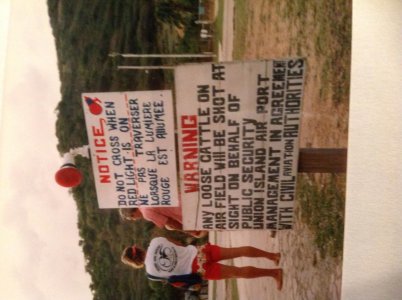 NOTICE
DO NOT CROSS WHEN
RED LIGHT IS ON
NE PAS TRAVERSER
LORSQUE LA LUMIERE
ROUGE EST ALLUMEE.
WARNING
ANY LOOSE CATTLE ON
AIR FIELD WILL BE SHOT AT
SIGHT ON BEHALF OF
PUBLIC SECURITY
UNION ISLAND AIR PORT
MANAGEMENT IN AGREEMENT
WITH CIVIL AVIATION AUTHORITIES